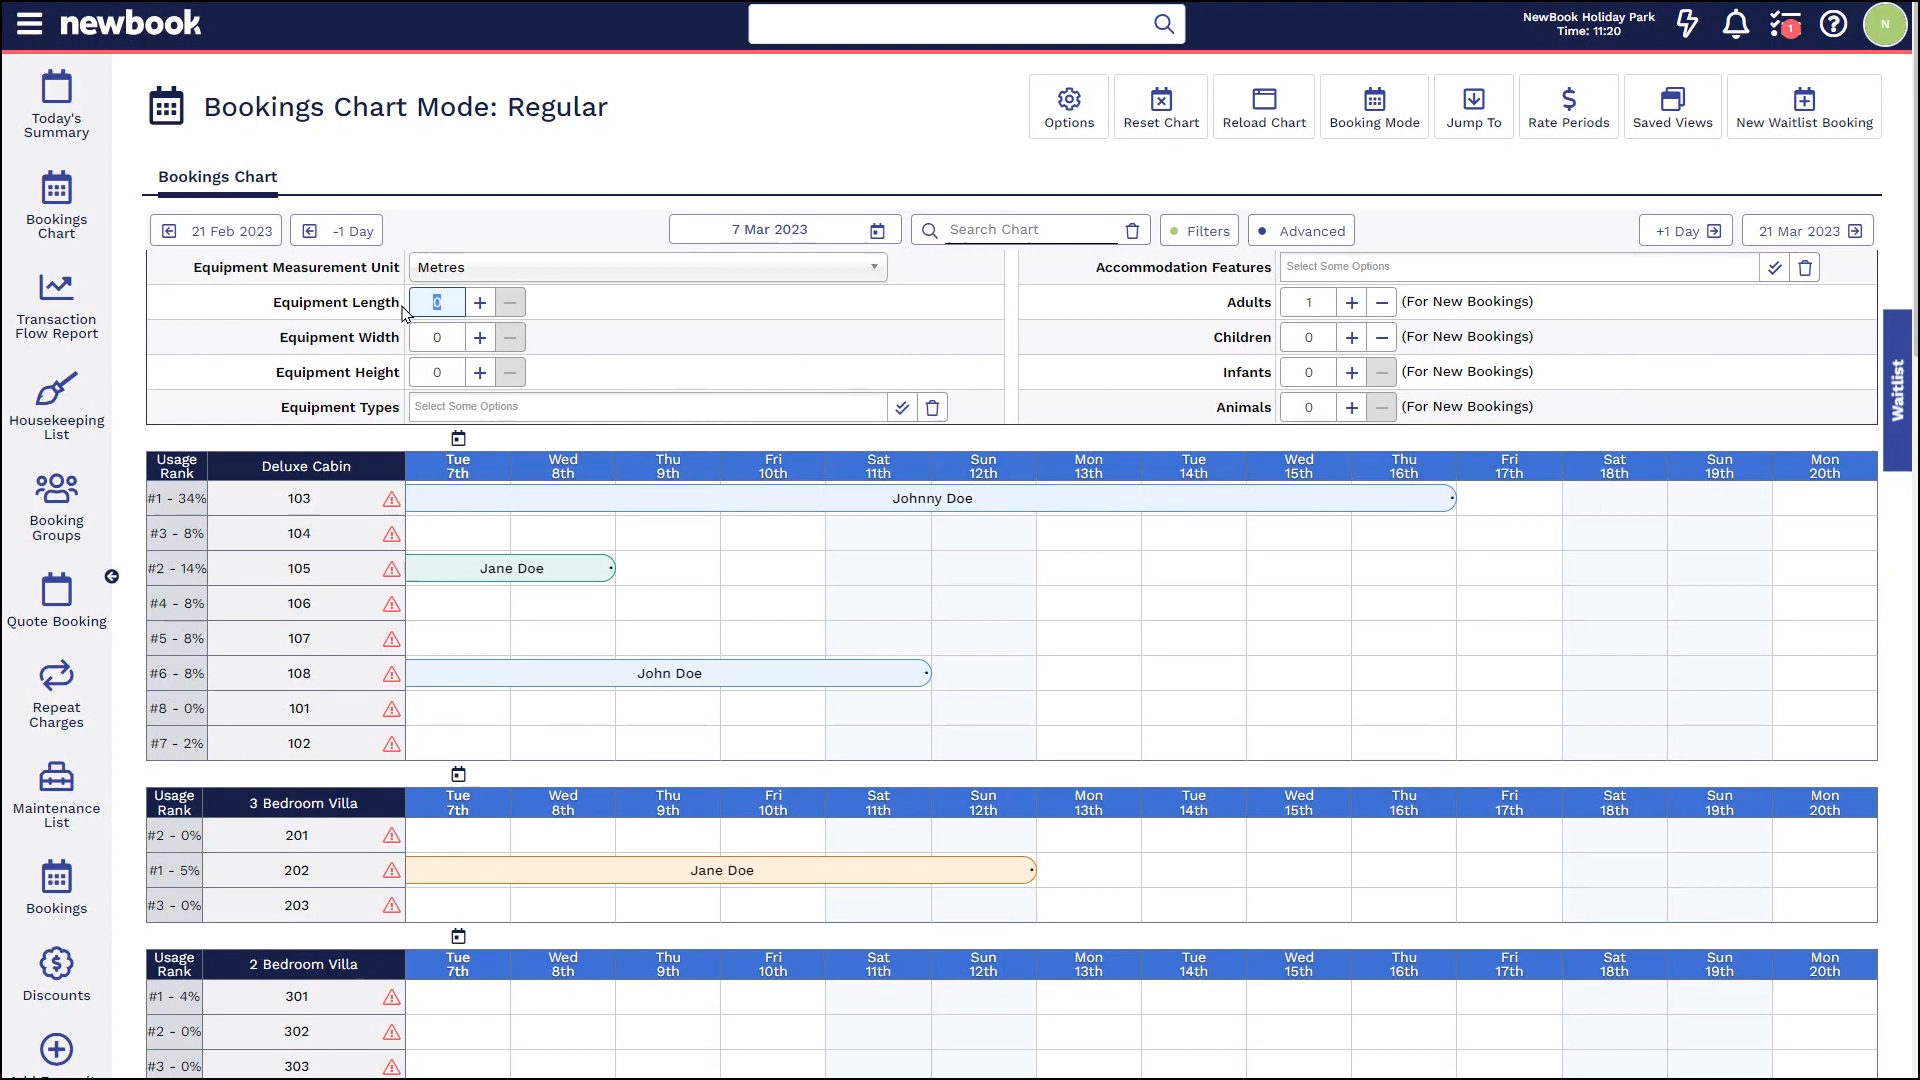 newbook
NewBook Holiday Park
Time: 11:20
1
N
Today's
Summary
Bookings
Chart
Transaction
Flow Report
Housekeeping
List
Booking
Groups
Quote Booking
Repeat
Charges
Maintenance
List
Bookings
Discounts
Bookings Chart Mode: Regular
Options
Reset Chart
Reload Chart
Booking Mode
Jump To
Rate Periods
Saved Views
New Waitlist Booking
Bookings Chart
21 Feb 2023
-1 Day
7 Mar 2023
Search Chart
Filters
Advanced
+1 Day
21 Mar 2023
Equipment Measurement Unit Metres
Equipment Length 0
Equipment Width 0
Equipment Height 0
Equipment Types Select Some Options
Accommodation Features Select Some Options
Adults 1 (For New Bookings)
Children 0 (For New Bookings)
Infants 0 (For New Bookings)
Animals 0 (For New Bookings)
Waitlist
Usage Deluxe Cabin Tue Wed Thu Fri Sat Sun Mon Tue Wed Thu Fri Sat Sun Mon
Rank 7th 8th 9th 10th 11th 12th 13th 14th 15th 16th 17th 18th 19th 20th
#1 - 34% 103 Johnny Doe
#3 - 8% 104
#2 - 14% 105 Jane Doe
#4 - 8% 106
#5 - 8% 107
#6 - 8% 108 John Doe
#8 - 0% 101
#7 - 2% 102
Usage 3 Bedroom Villa Tue Wed Thu Fri Sat Sun Mon Tue Wed Thu Fri Sat Sun Mon
Rank 7th 8th 9th 10th 11th 12th 13th 14th 15th 16th 17th 18th 19th 20th
#2 - 0% 201
#1 - 5% 202 Jane Doe
#3 - 0% 203
Usage 2 Bedroom Villa Tue Wed Thu Fri Sat Sun Mon Tue Wed Thu Fri Sat Sun Mon
Rank 7th 8th 9th 10th 11th 12th 13th 14th 15th 16th 17th 18th 19th 20th
#1 - 4% 301
#2 - 0% 302
#3 - 0% 303